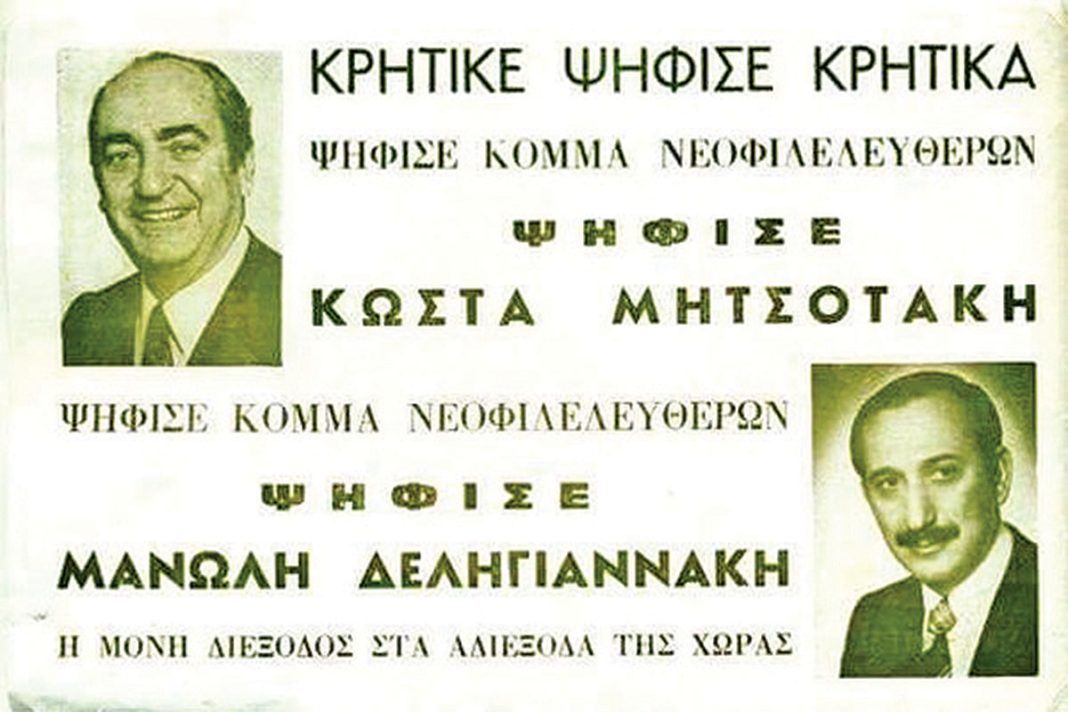 ΚΡΗΤΙΚΕ ΨΗΦΙΣΕ ΚΡΗΤΙΚΑ
ΨΗΦΙΣΕ ΚΟΜΜΑ ΝΕΟΦΙΛΕΛΕΥΘΕΡΩΝ
ΨΗΦΙΣΕ
ΚΩΣΤΑ ΜΗΤΣΟΤΑΚΗ
ΨΗΦΙΣΕ ΚΟΜΜΑ ΝΕΟΦΙΛΕΛΕΥΘΕΡΩΝ
ΨΗΦΙΣΕ
ΜΑΝΩΛΗ ΔΕΛΗΓΙΑΝΝΑΚΗ
Η ΜΟΝΗ ΔΙΕΞΟΔΟΣ ΣΤΑ ΑΔΙΕΞΟΔΑ ΤΗΣ ΧΩΡΑΣ